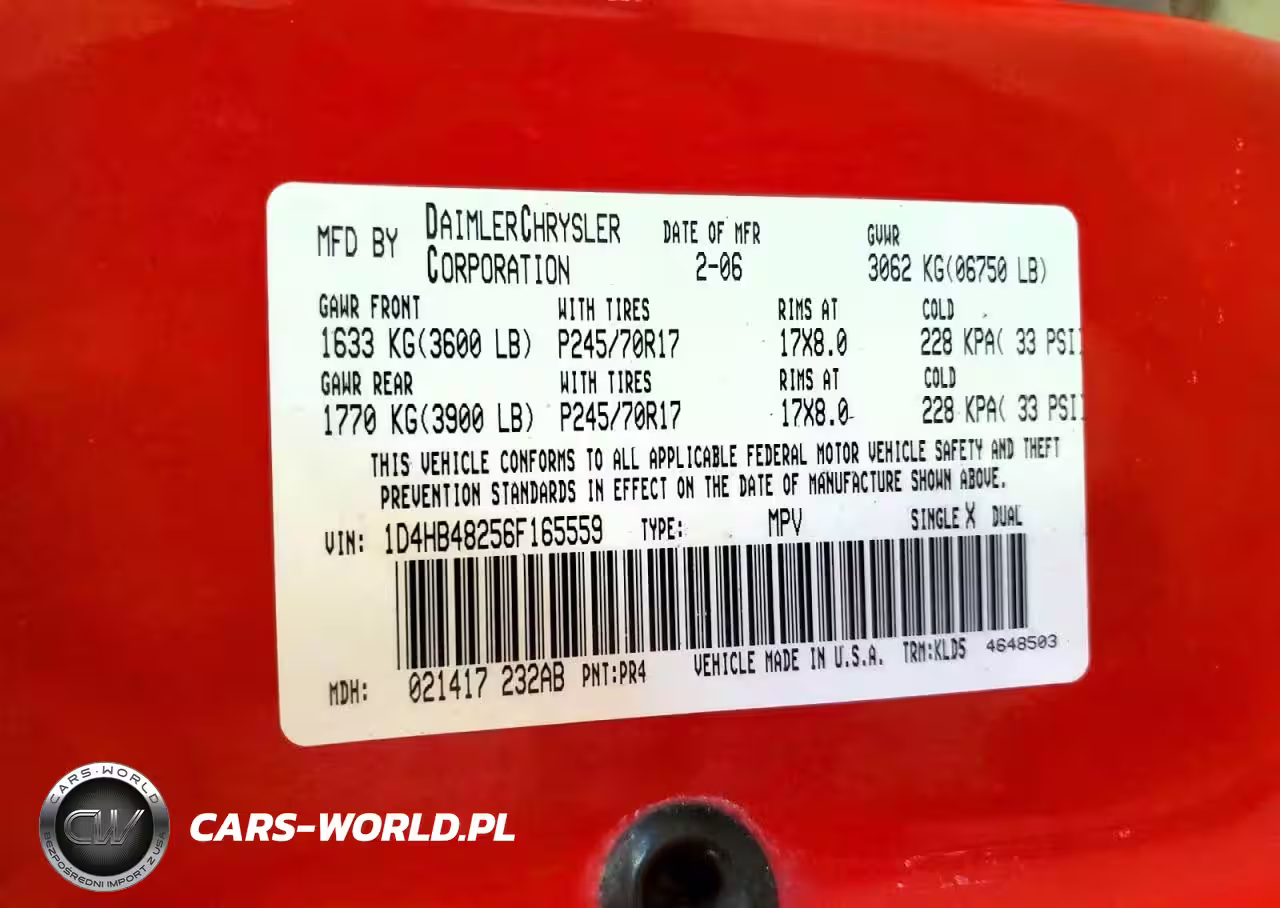 MFD BY DAIMLERCHRYSLER CORPORATION DATE OF MFR 2-06 GVWR 3062 KG(06750 LB)
GAWR FRONT WITH TIRES RIMS AT COLD
1633 KG(3600 LB) P245/70R17 17X8.0 228 KPA( 33 PSI)
GAWR REAR WITH TIRES RIMS AT COLD
1770 KG(3900 LB) P245/70R17 17X8.0 228 KPA( 33 PSI)
THIS VEHICLE CONFORMS TO ALL APPLICABLE FEDERAL MOTOR VEHICLE SAFETY AND THEFT
PREVENTION STANDARDS IN EFFECT ON THE DATE OF MANUFACTURE SHOWN ABOVE.
VIN: 1D4HB48256F165559 TYPE: MPV SINGLE X DUAL
MDH: 021417 232AB PNT:PR4 VEHICLE MADE IN U.S.A. TRM:KLD5 4648503
CARS-WORLD
CW
BEZPOŚREDNI IMPORT Z USA
CARS-WORLD.PL